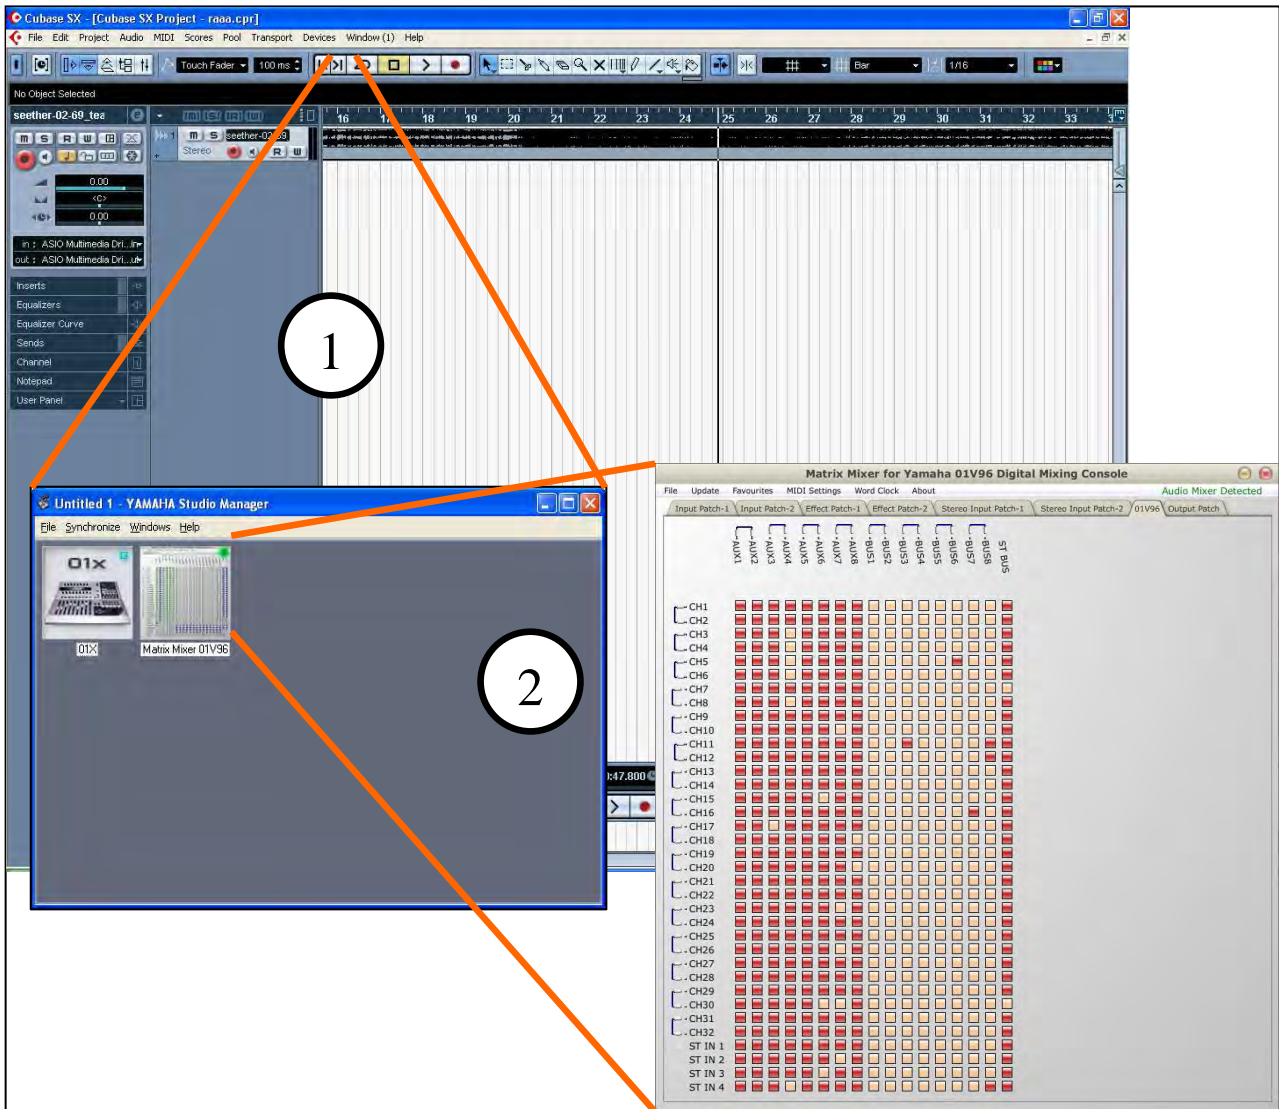 Cubase SX - [Cubase SX Project - raaa.cpr]
File Edit Project Audio MIDI Scores Pool Transport Devices Window (1) Help
Touch Fader 100 ms Bar 1/16
No Object Selected
seether-02-69_tea
16 17 18 19 20 21 22 23 24 25 26 27 28 29 30 31 32 33
m S R W
1 m S seether-02-69
Stereo R W
0.00
<C>
0.00
in : ASIO Multimedia Dri...
out : ASIO Multimedia Dri...
Inserts
Equalizers
Equalizer Curve
Sends
Channel
Notepad
User Panel
1
Untitled 1 - YAMAHA Studio Manager
File Synchronize Windows Help
01x
01X
Matrix Mixer 01V96
2
:47.800
Matrix Mixer for Yamaha 01V96 Digital Mixing Console
File Update Favourites MIDI Settings Word Clock About Audio Mixer Detected
Input Patch-1 Input Patch-2 Effect Patch-1 Effect Patch-2 Stereo Input Patch-1 Stereo Input Patch-2 01V96 Output Patch
AUX1 AUX2 AUX3 AUX4 AUX5 AUX6 AUX7 AUX8 BUS1 BUS2 BUS3 BUS4 BUS5 BUS6 BUS7 BUS8 ST BUS
CH1
CH2
CH3
CH4
CH5
CH6
CH7
CH8
CH9
CH10
CH11
CH12
CH13
CH14
CH15
CH16
CH17
CH18
CH19
CH20
CH21
CH22
CH23
CH24
CH25
CH26
CH27
CH28
CH29
CH30
CH31
CH32
ST IN 1
ST IN 2
ST IN 3
ST IN 4